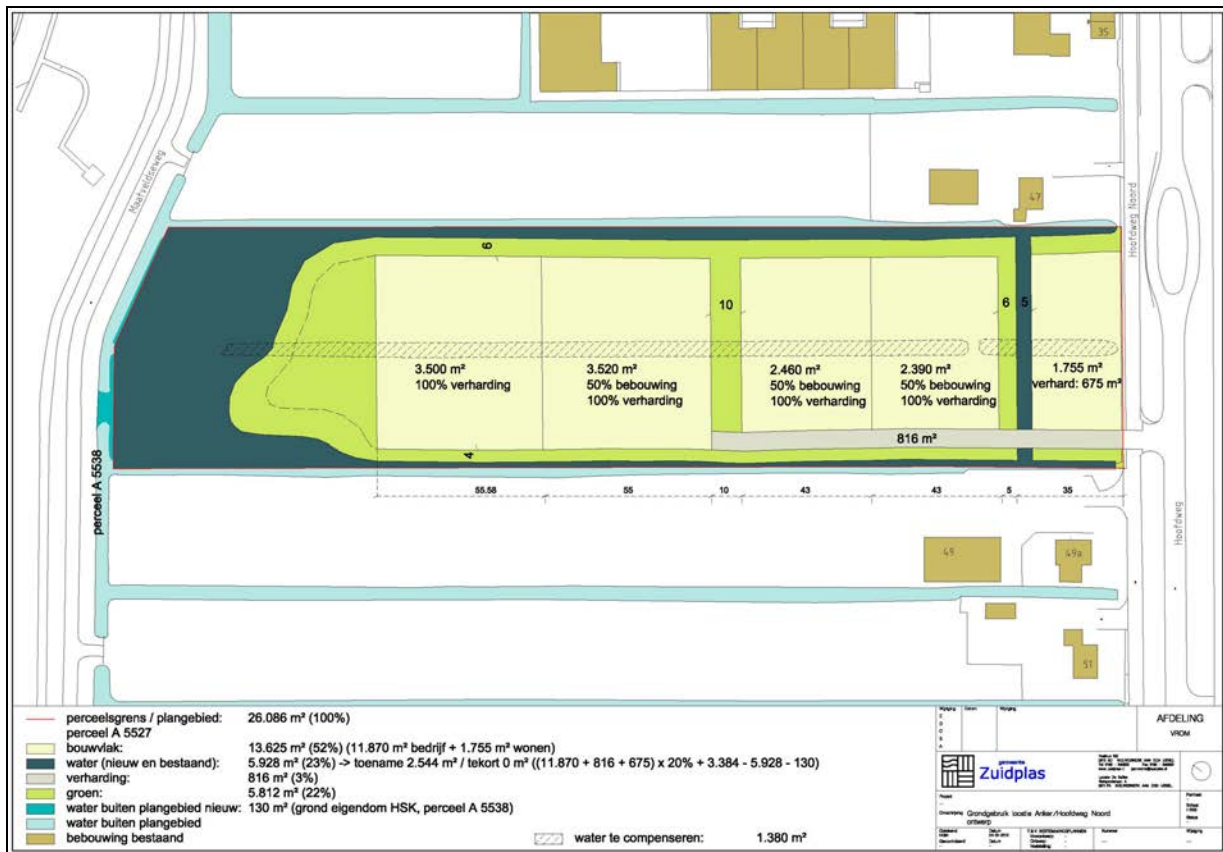 35
Maatveldseweg
47
Hoofdweg Noord
6
10
6
5
3.500 m²
100% verharding
3.520 m²
50% bebouwing
100% verharding
2.460 m²
50% bebouwing
100% verharding
2.390 m²
50% bebouwing
100% verharding
1.755 m²
verhard: 675 m²
816 m²
4
perceel A 5538
55.58
55
10
43
43
5
35
Hoofdweg
49
49a
51
perceelsgrens / plangebied: 26.086 m² (100%)
perceel A 5527
bouwvlak: 13.625 m² (52%) (11.870 m² bedrijf + 1.755 m² wonen)
water (nieuw en bestaand): 5.928 m² (23%) -> toename 2.544 m² / tekort 0 m² ((11.870 + 816 + 675) x 20% + 3.384 - 5.928 - 130)
verharding: 816 m² (3%)
groen: 5.812 m² (22%)
water buiten plangebied nieuw: 130 m² (grond eigendom HSK, perceel A 5538)
water buiten plangebied
bebouwing bestaand
water te compenseren: 1.380 m²
AFDELING
VROM
gemeente
Zuidplas
Grondgebruik locatie Anker/Hoofdweg Noord
ontwerp